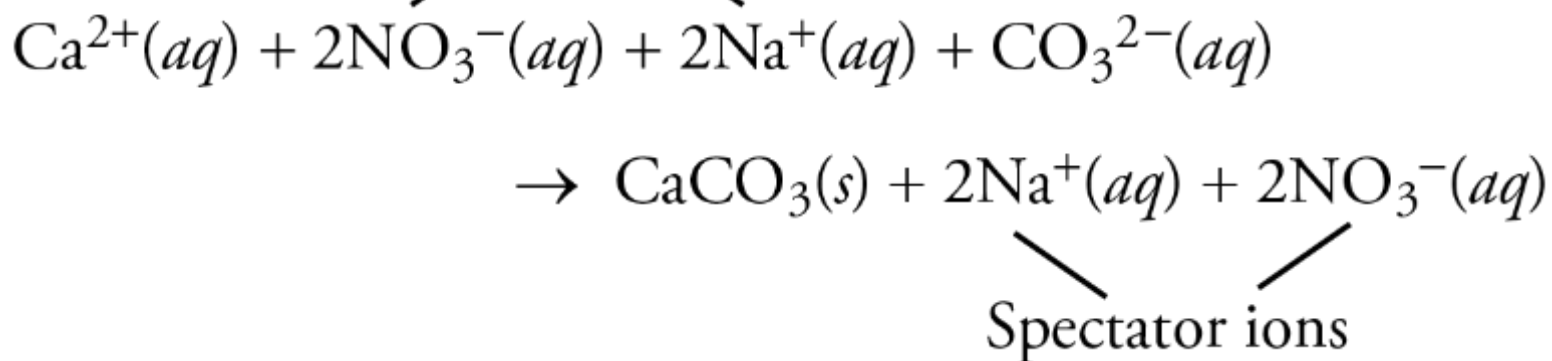 Ca²⁺(aq) + 2NO₃⁻(aq) + 2Na⁺(aq) + CO₃²⁻(aq)
→ CaCO₃(s) + 2Na⁺(aq) + 2NO₃⁻(aq)
Spectator ions